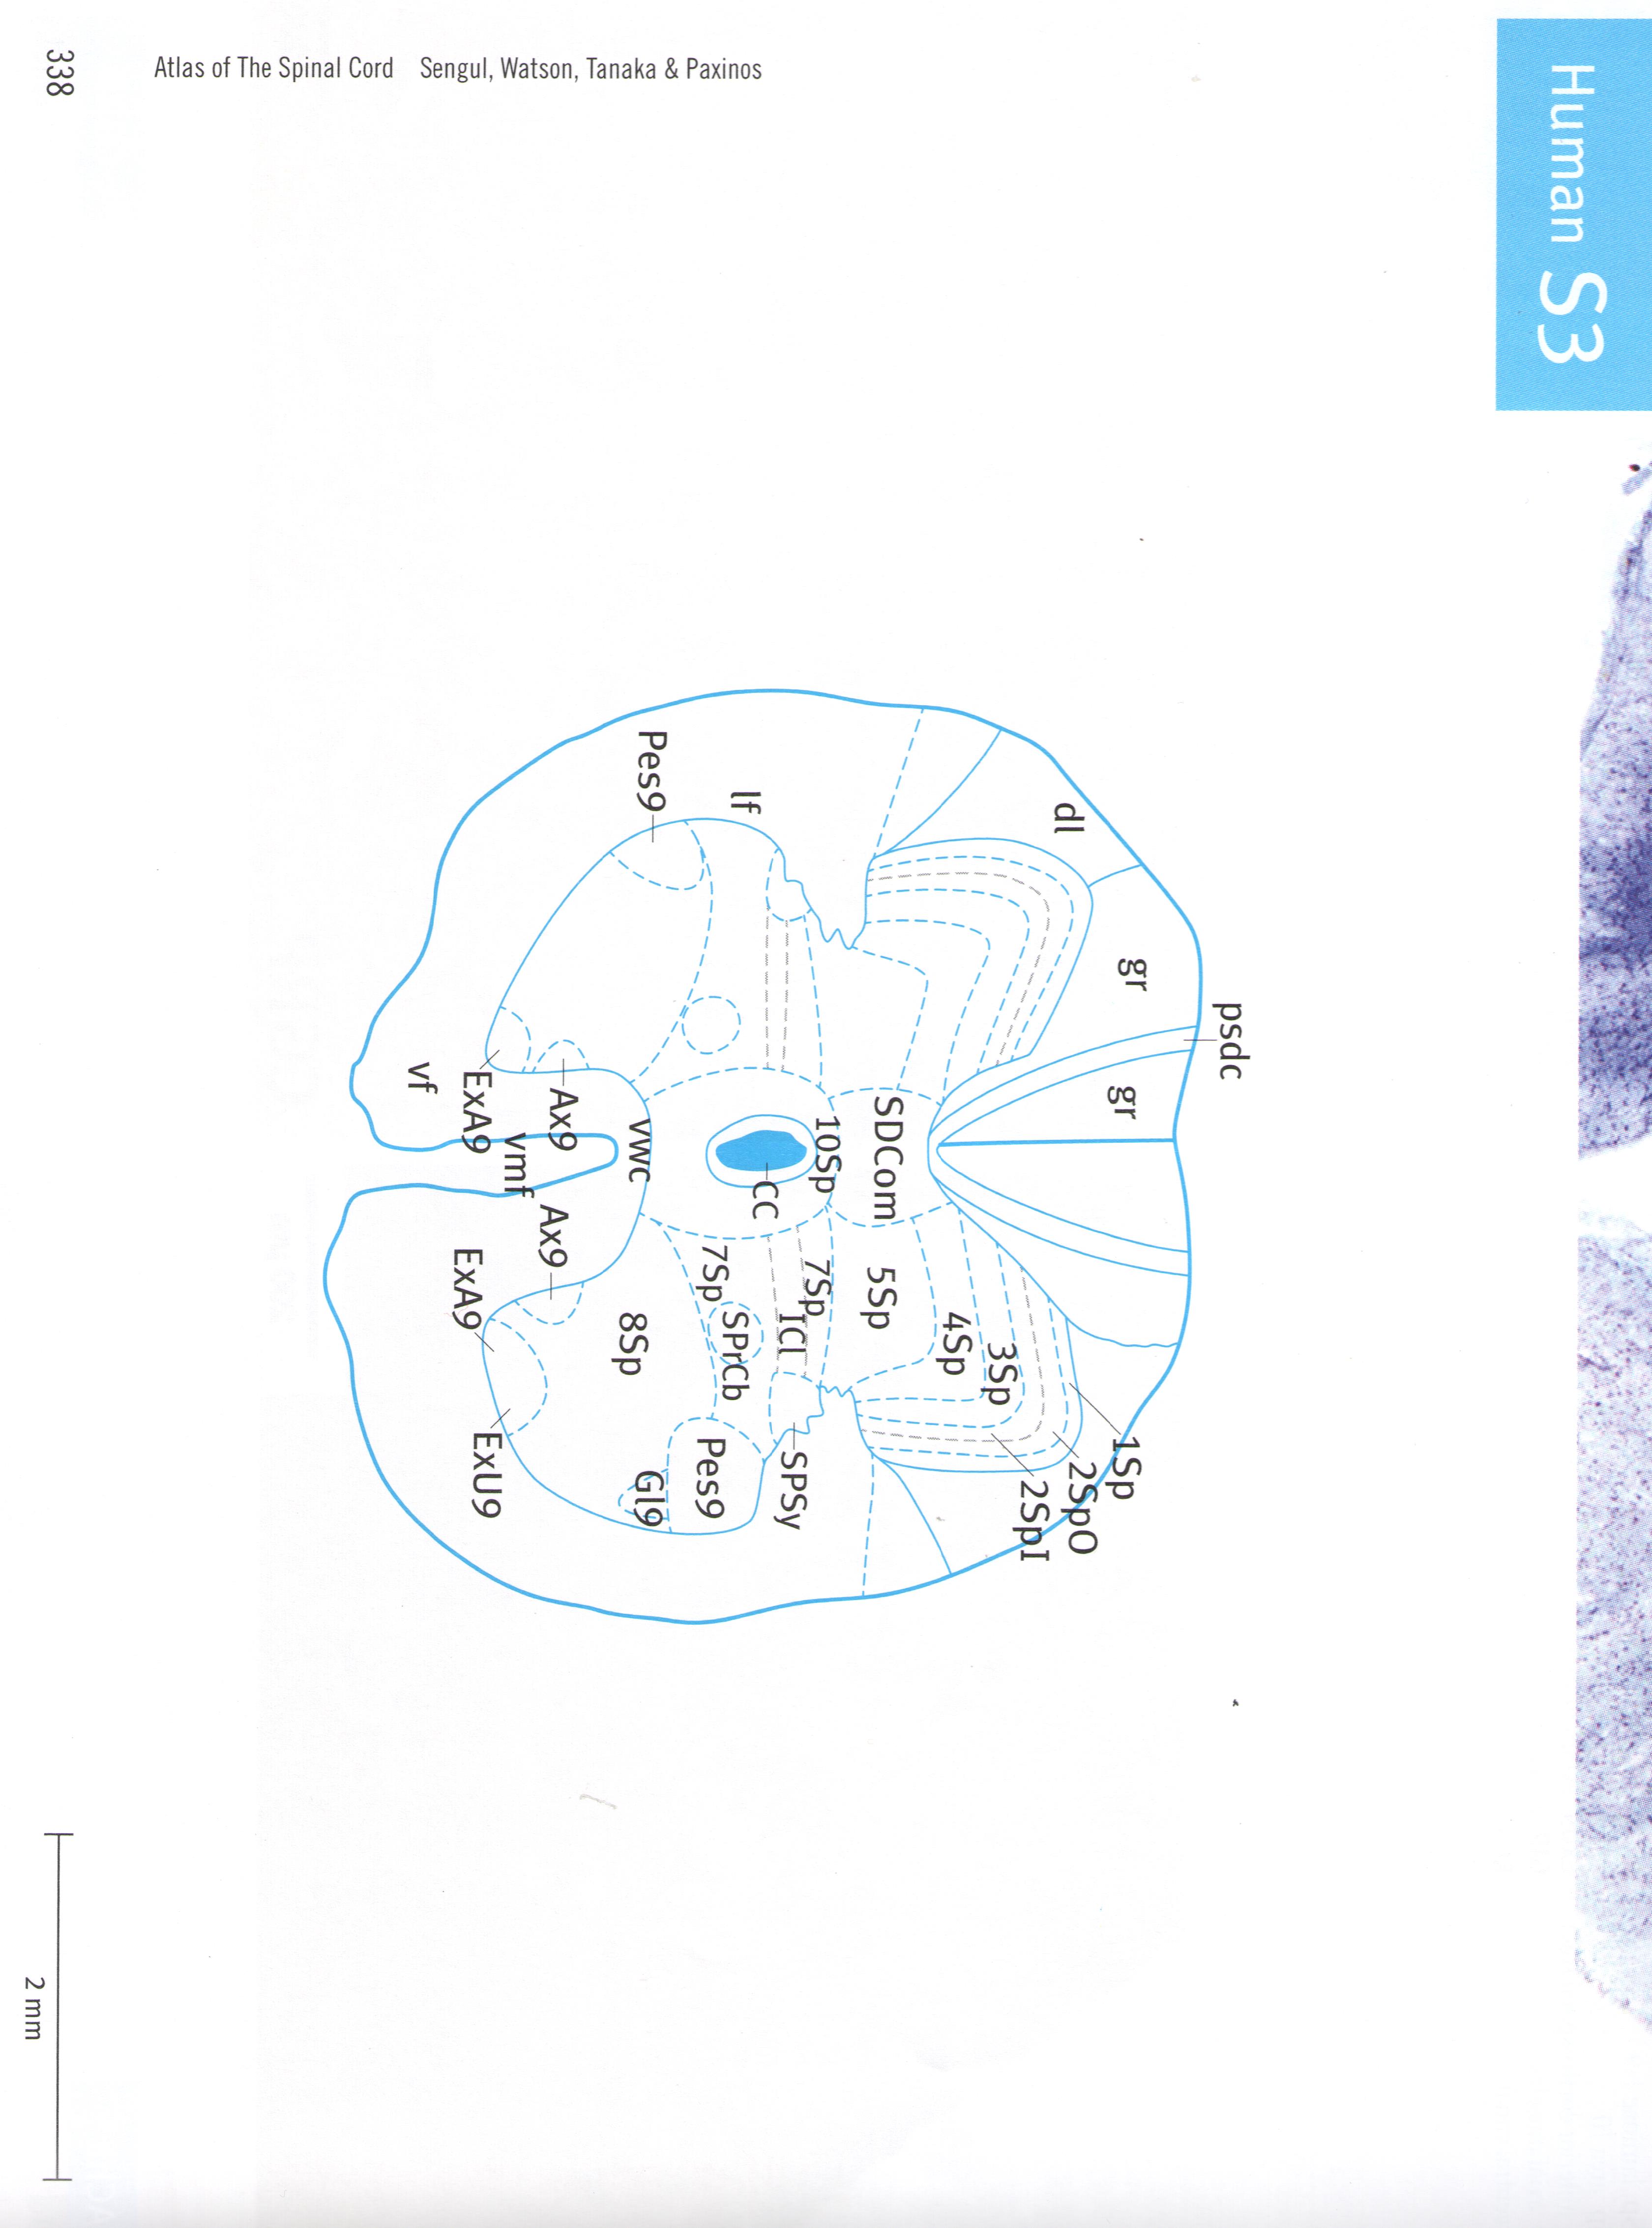 338
Atlas of The Spinal Cord    Sengul, Watson, Tanaka & Paxinos
Human S3
psdc
gr
gr
dl
lf
Pes9
SDCom
10Sp
CC
vwc
Ax9
ExA9
vmf
vf
1Sp
2SpO
2SpI
3Sp
4Sp
5Sp
7Sp
ICl
SPSy
7Sp
SPrCb
Pes9
Gl9
8Sp
Ax9
ExA9
ExU9
2 mm